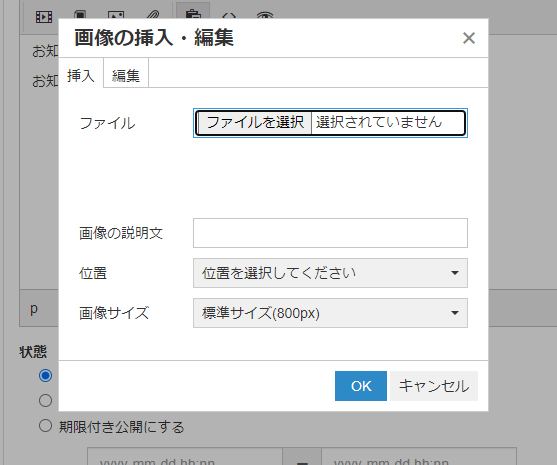 画像の挿入・編集
お知
お知
挿入 編集
ファイル ファイルを選択 選択されていません
画像の説明文
位置 位置を選択してください
画像サイズ 標準サイズ(800px)
p
OK キャンセル
状態
期限付き公開にする
yyyy-mm-dd hh:nn yyyy-mm-dd hh:nn